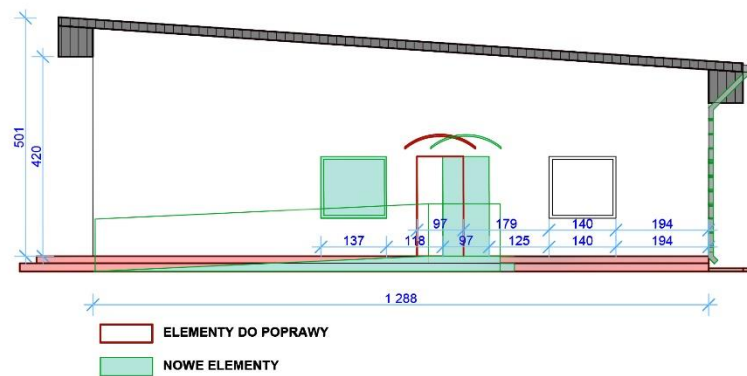 501
420
97 179 140 194
137 118 97 125 140 194
1 288
ELEMENTY DO POPRAWY
NOWE ELEMENTY